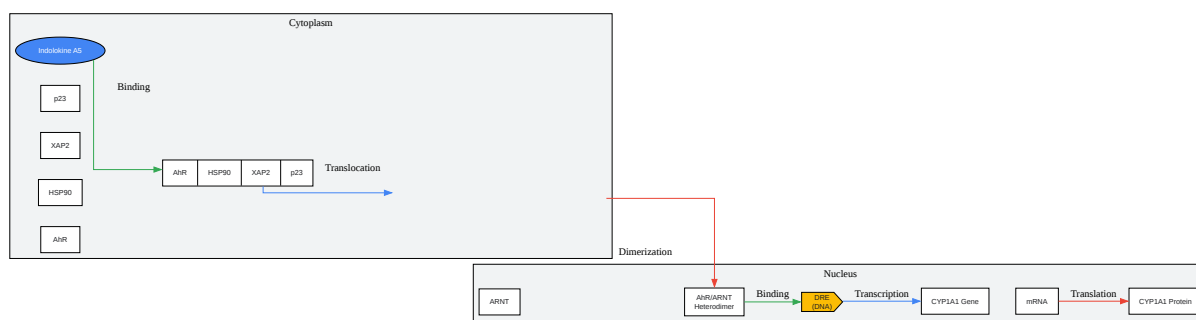 Cytoplasm
Indolokine A5
Binding
p23
XAP2
AhR HSP90 XAP2 p23
Translocation
HSP90
AhR
Dimerization
Nucleus
ARNT
AhR/ARNT
Heterodimer
Binding
DRE
(DNA)
Transcription
CYP1A1 Gene
mRNA
Translation
CYP1A1 Protein